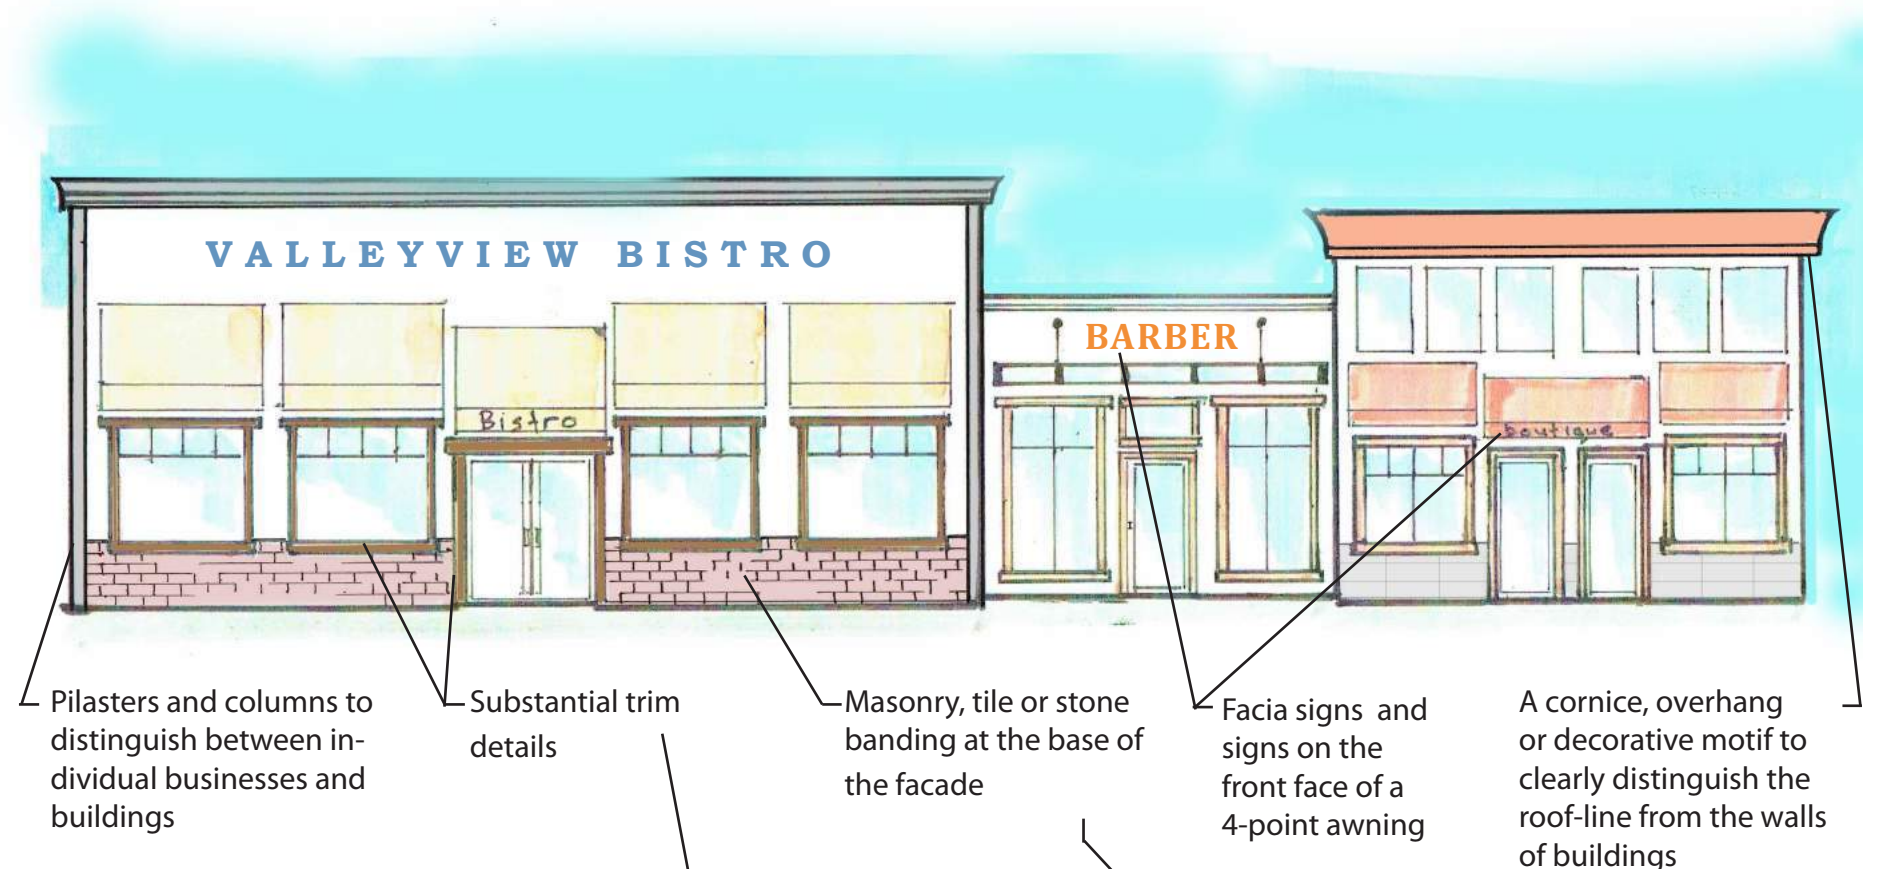 VALLEYVIEW BISTRO
BARBER
Bistro
boutique
Pilasters and columns to
distinguish between in-
dividual businesses and
buildings
Substantial trim
details
Masonry, tile or stone
banding at the base of
the facade
Facia signs and
signs on the
front face of a
4-point awning
A cornice, overhang
or decorative motif to
clearly distinguish the
roof-line from the walls
of buildings